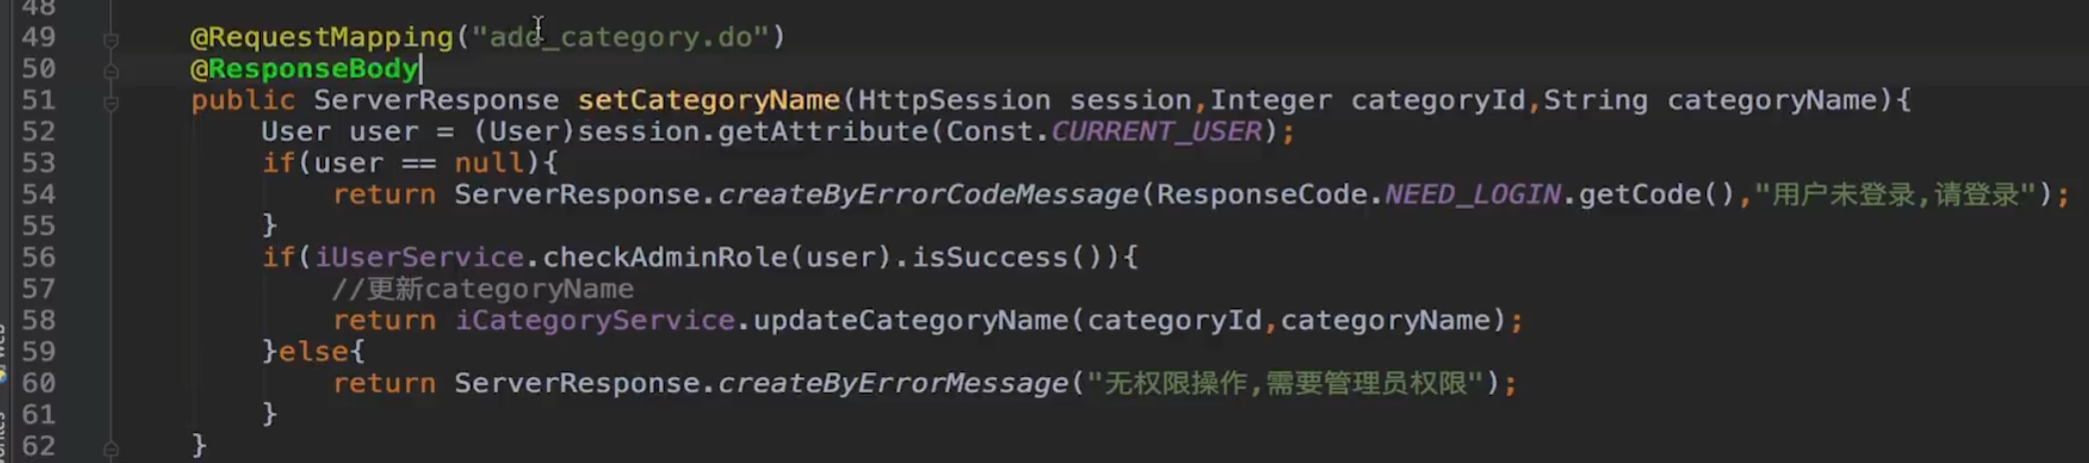 48
49 @RequestMapping("add_category.do")
50 @ResponseBody
51 public ServerResponse setCategoryName(HttpSession session,Integer categoryId,String categoryName){
52 User user = (User)session.getAttribute(Const.CURRENT_USER);
53 if(user == null){
54 return ServerResponse.createByErrorCodeMessage(ResponseCode.NEED_LOGIN.getCode(),"用户未登录,请登录");
55 }
56 if(iUserService.checkAdminRole(user).isSuccess()){
57 //更新categoryName
58 return iCategoryService.updateCategoryName(categoryId,categoryName);
59 }else{
60 return ServerResponse.createByErrorMessage("无权限操作,需要管理员权限");
61 }
62 }